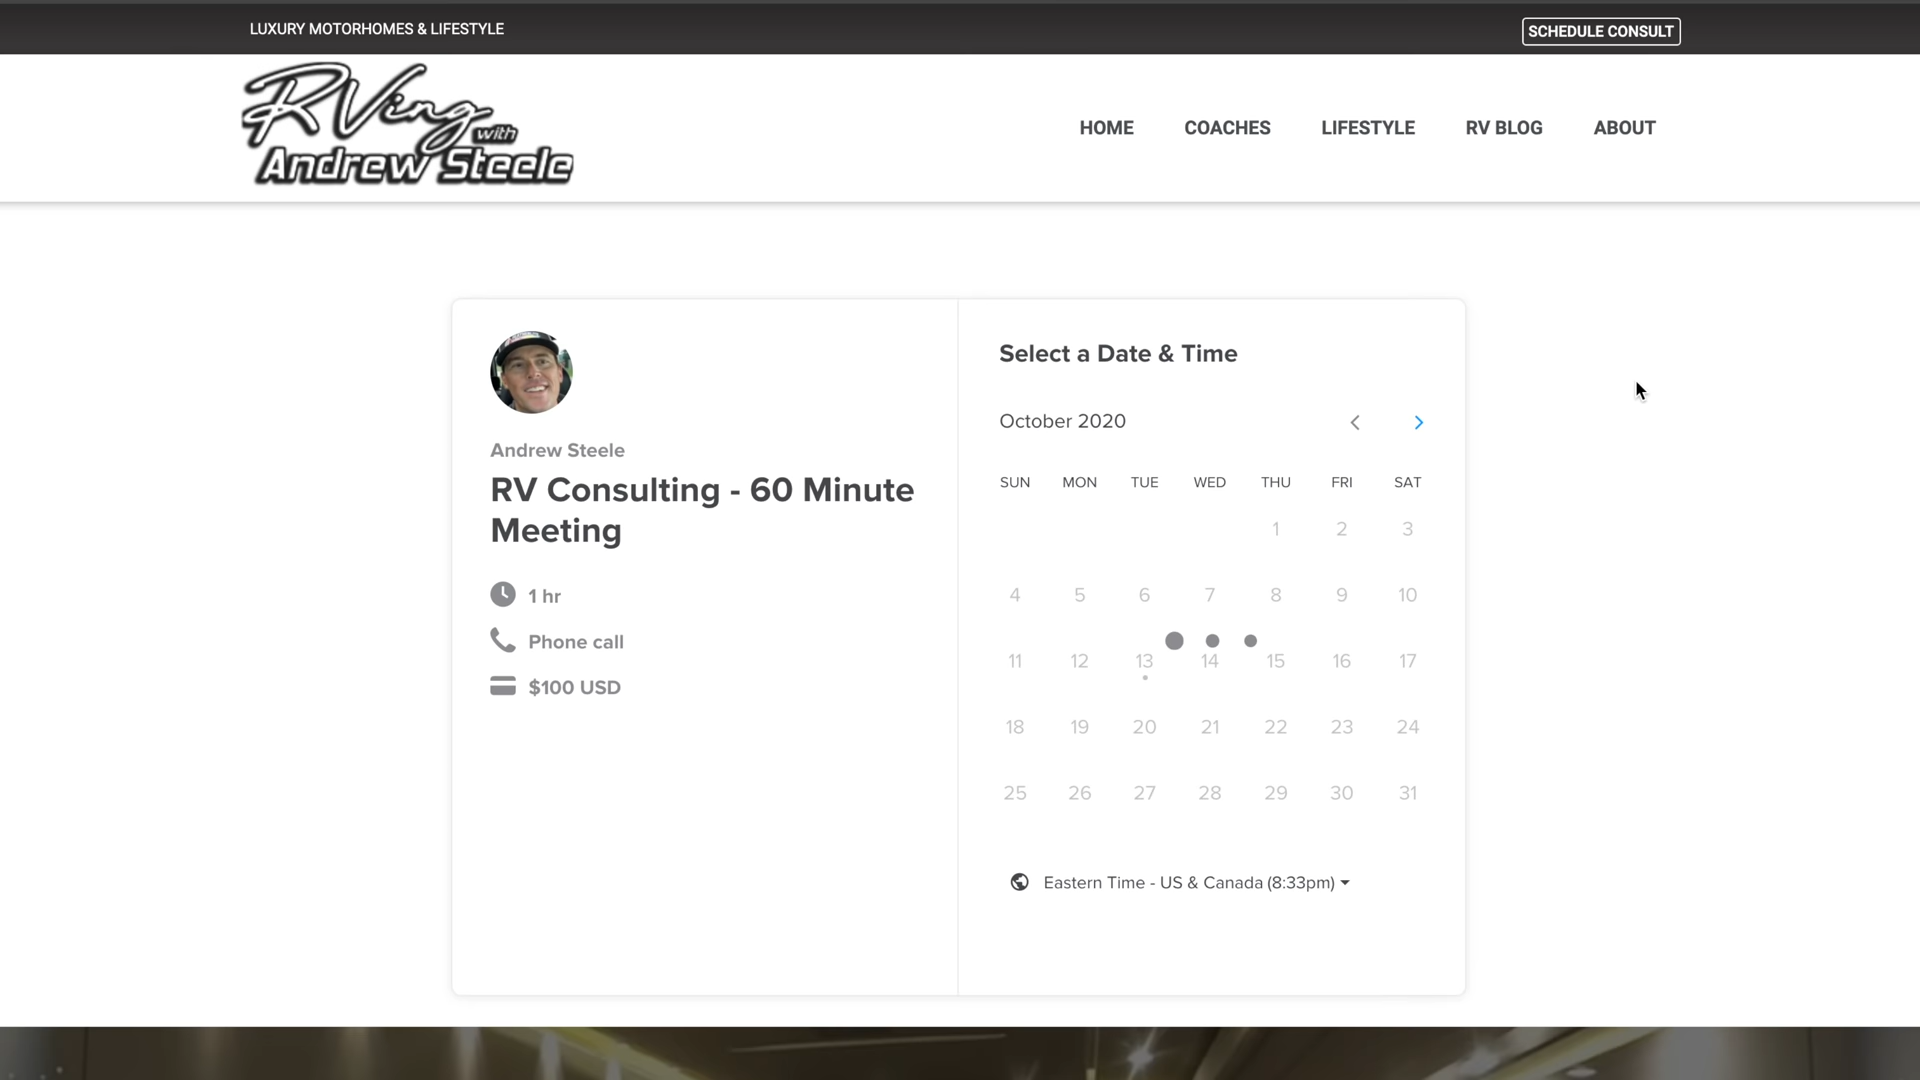 LUXURY MOTORHOMES & LIFESTYLE
SCHEDULE CONSULT
RVing with
Andrew Steele
HOME COACHES LIFESTYLE RV BLOG ABOUT
Andrew Steele
RV Consulting - 60 Minute
Meeting
1 hr
Phone call
$100 USD
Select a Date & Time
October 2020
SUN MON TUE WED THU FRI SAT
1 2 3
4 5 6 7 8 9 10
11 12 13 14 15 16 17
18 19 20 21 22 23 24
25 26 27 28 29 30 31
Eastern Time - US & Canada (8:33pm)